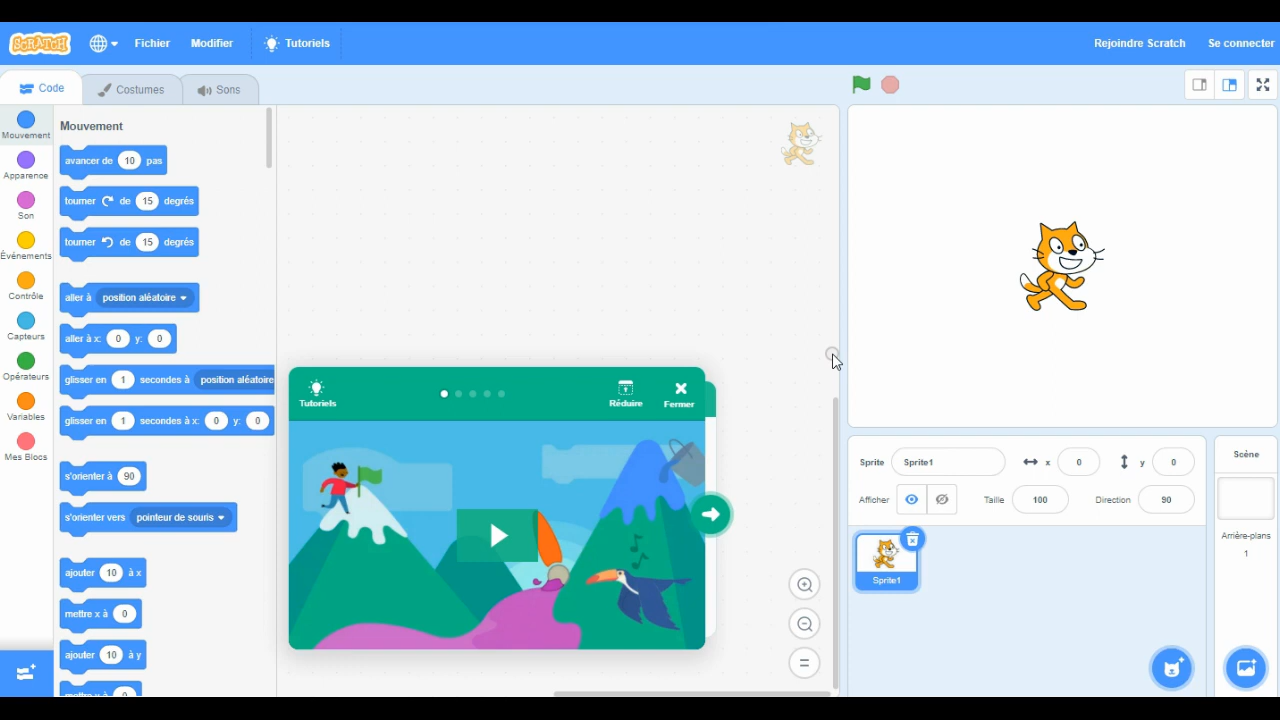 SCRATCH Fichier Modifier Tutoriels Rejoindre Scratch Se connecter
Code Costumes Sons
Mouvement
Apparence
Son
Événements
Contrôle
Capteurs
Opérateurs
Variables
Mes Blocs
Mouvement
avancer de 10 pas
tourner de 15 degrés
tourner de 15 degrés
aller à position aléatoire
aller à x: 0 y: 0
glisser en 1 secondes à position aléatoire
glisser en 1 secondes à x: 0 y: 0
s'orienter à 90
s'orienter vers pointeur de souris
ajouter 10 à x
mettre x à 0
ajouter 10 à y
Tutoriels Réduire Fermer
Sprite Sprite1 x 0 y 0
Afficher Taille 100 Direction 90
Sprite1
Scène
Arrière-plans
1